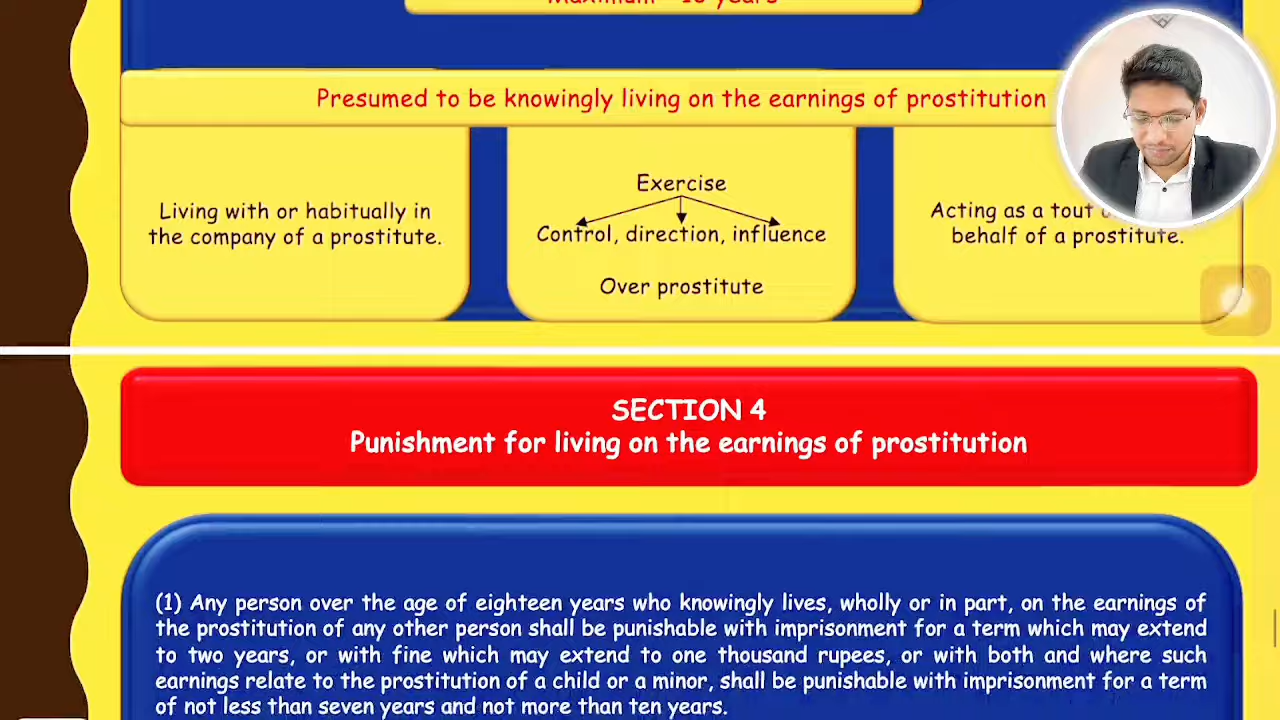 Maximum - 10 years
Presumed to be knowingly living on the earnings of prostitution
Living with or habitually in
the company of a prostitute.
Exercise
Control, direction, influence
Over prostitute
Acting as a tout
behalf of a prostitute.
SECTION 4
Punishment for living on the earnings of prostitution
(1) Any person over the age of eighteen years who knowingly lives, wholly or in part, on the earnings of
the prostitution of any other person shall be punishable with imprisonment for a term which may extend
to two years, or with fine which may extend to one thousand rupees, or with both and where such
earnings relate to the prostitution of a child or a minor, shall be punishable with imprisonment for a term
of not less than seven years and not more than ten years.